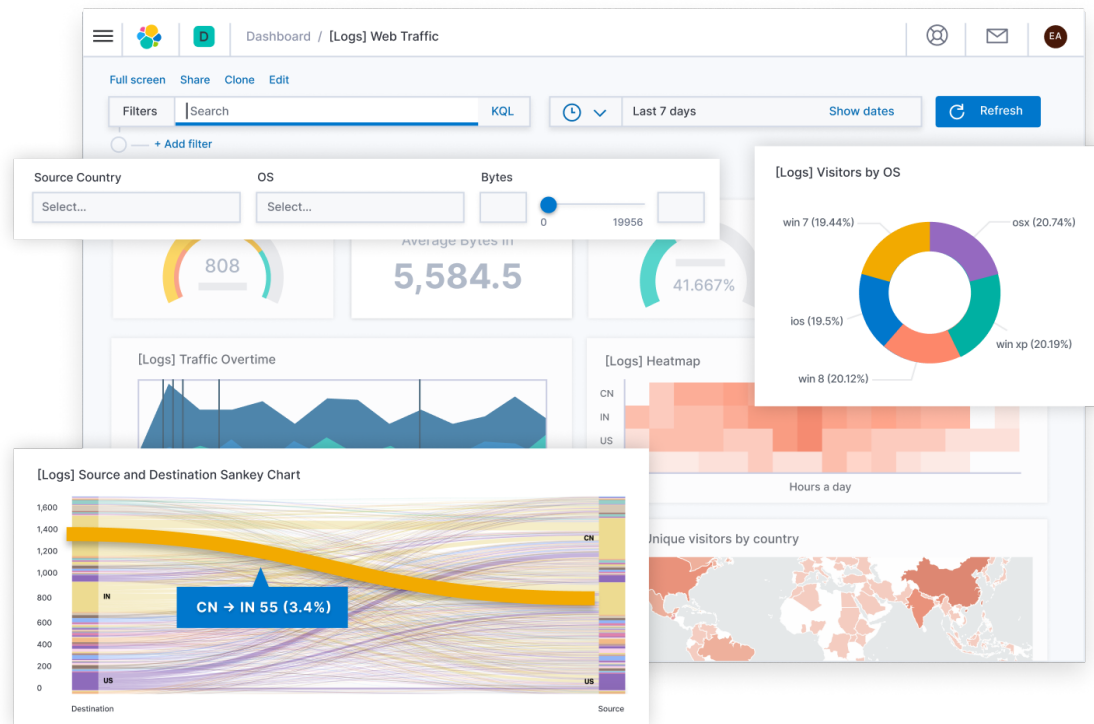 D
Dashboard / [Logs] Web Traffic
EA
Full screen Share Clone Edit
Filters Search KQL
Last 7 days Show dates
Refresh
+ Add filter
Source Country OS Bytes
Select... Select...
0 19956
[Logs] Visitors by OS
win 7 (19.44%)
osx (20.74%)
ios (19.5%)
win xp (20.19%)
win 8 (20.12%)
808
Average Bytes In
5,584.5
41.667%
[Logs] Traffic Overtime
[Logs] Heatmap
CN
IN
US
Hours a day
[Logs] Source and Destination Sankey Chart
1,600
1,400
1,200
1,000
800
600
400
200
0
CN
IN
CN → IN 55 (3.4%)
US
US
Destination
Source
Unique visitors by country